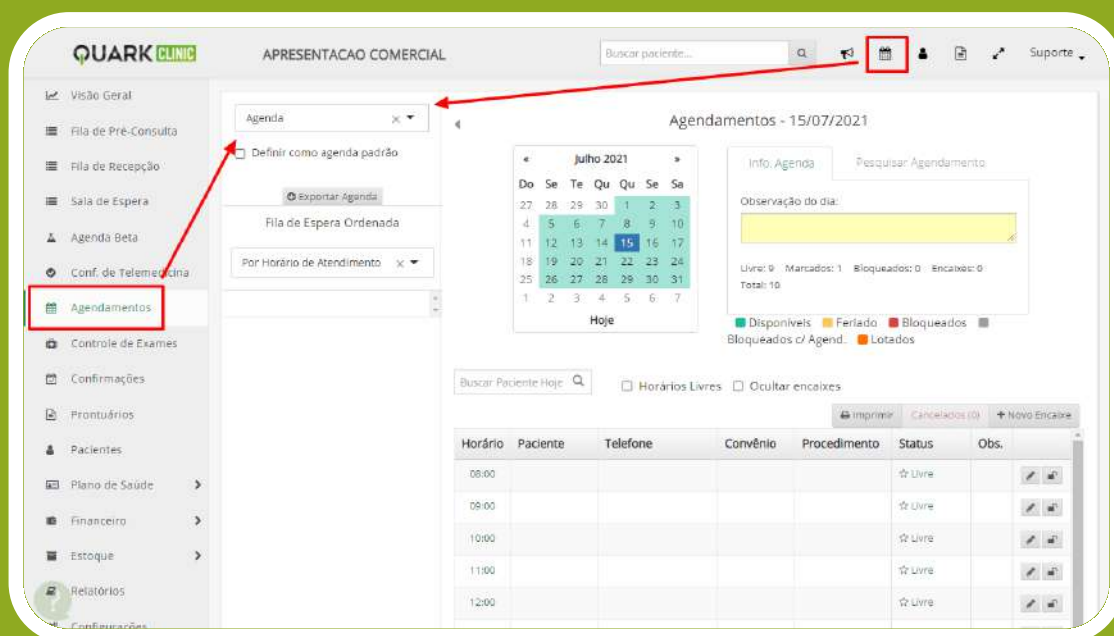 QUARK CLINIC
APRESENTACAO COMERCIAL
Buscar paciente...
Suporte
Visão Geral
Fila de Pré-Consulta
Fila de Recepção
Sala de Espera
Agenda Beta
Conf. de Telemedicina
Agendamentos
Controle de Exames
Confirmações
Prontuários
Pacientes
Plano de Saúde
Financeiro
Estoque
Relatórios
Configurações
Agenda
Definir como agenda padrão
Exportar Agenda
Fila de Espera Ordenada
Por Horário de Atendimento
Agendamentos - 15/07/2021
« Julho 2021 »
Do Se Te Qu Qu Se Sa
27 28 29 30 1 2 3
4 5 6 7 8 9 10
11 12 13 14 15 16 17
18 19 20 21 22 23 24
25 26 27 28 29 30 31
1 2 3 4 5 6 7
Hoje
Info. Agenda Pesquisar Agendamento
Observação do dia:
Livre: 9 Marcados: 1 Bloqueados: 0 Encaixes: 0
Total: 10
Disponíveis Feriado Bloqueados
Bloqueados c/ Agend. Lotados
Buscar Paciente Hoje
Horários Livres Ocultar encaixes
Imprimir Cancelados (0) + Novo Encaixe
Horário Paciente Telefone Convênio Procedimento Status Obs.
08:00 Livre
09:00 Livre
10:00 Livre
11:00 Livre
12:00 Livre